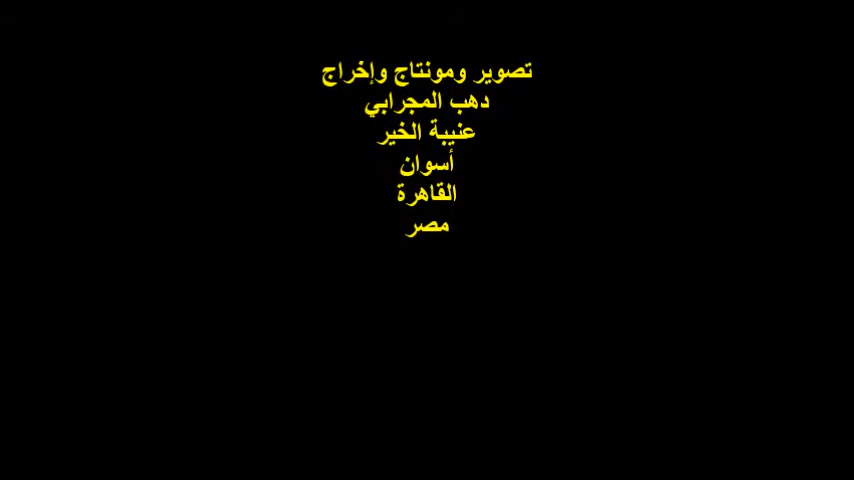 تصوير ومونتاج وإخراج
دهب المجرابي
عنيبة الخير
أسوان
القاهرة
مصر